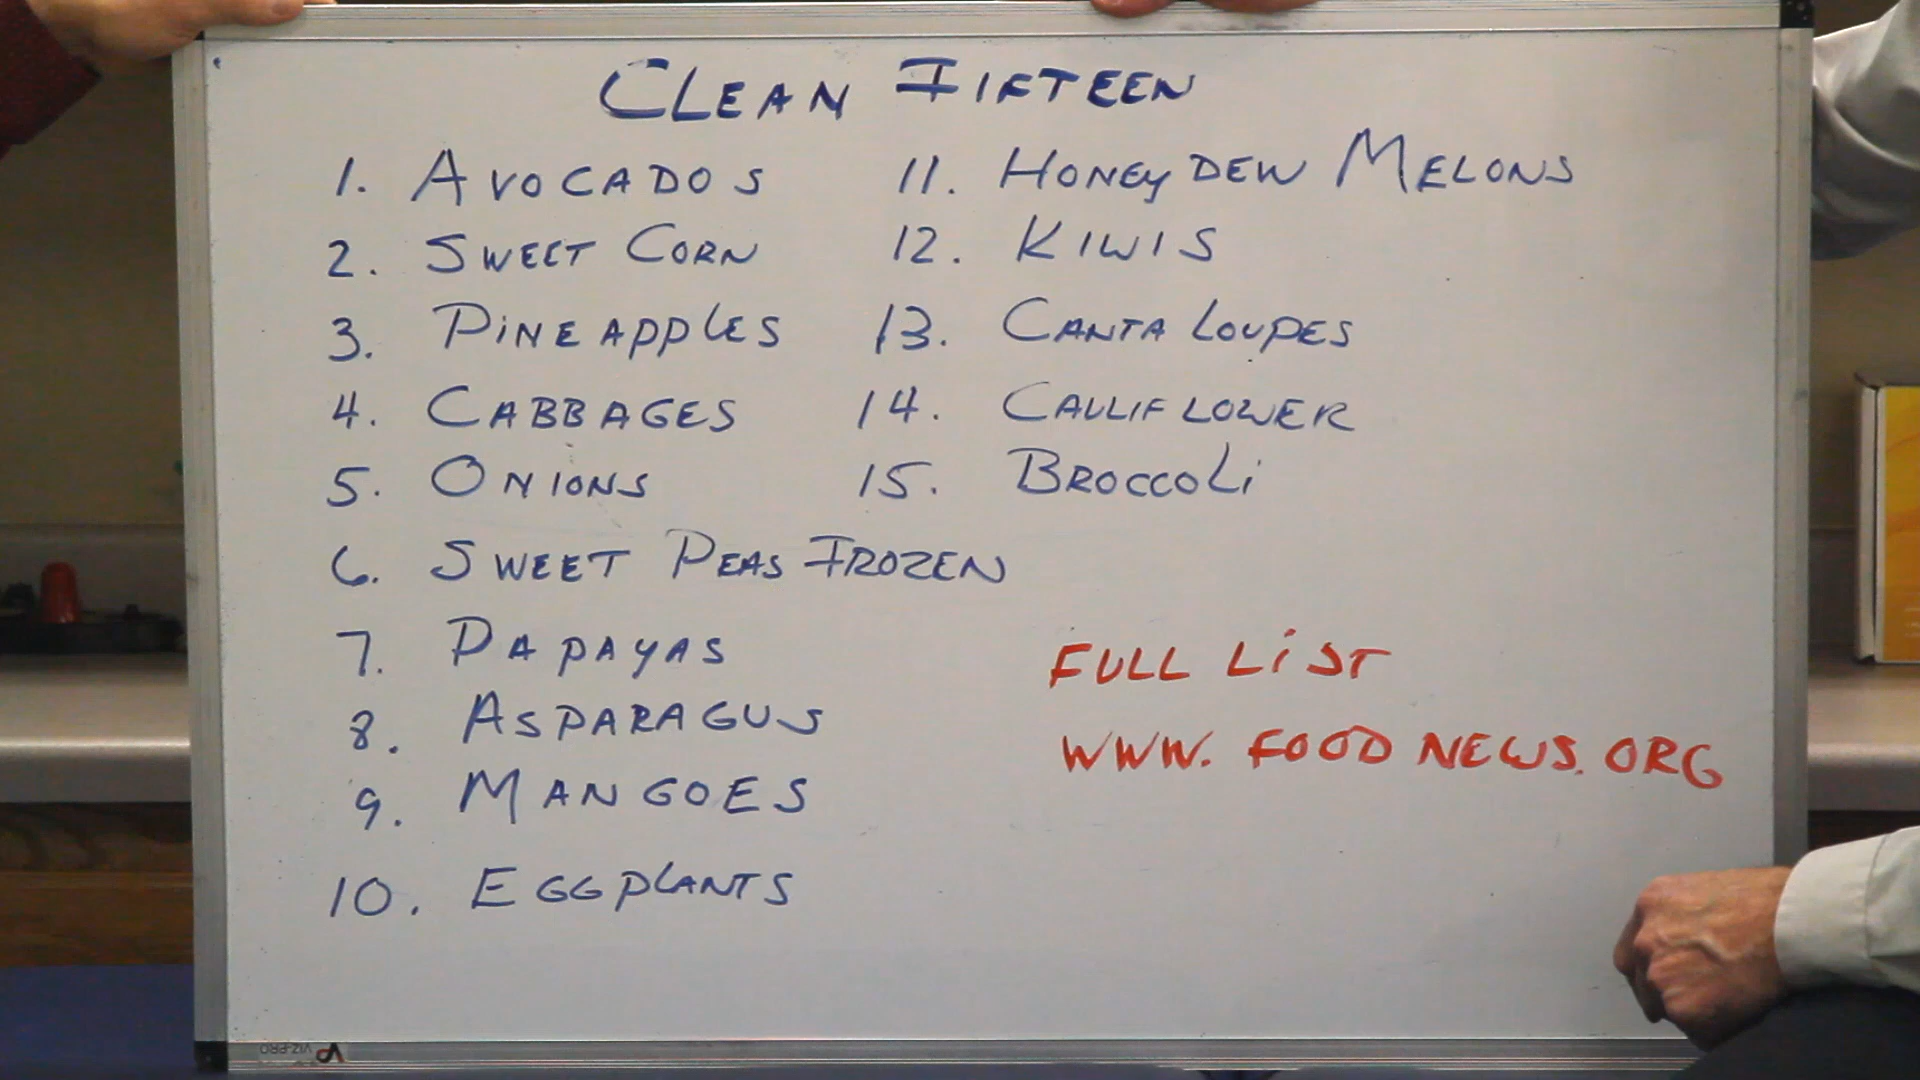 CLEAN FIFTEEN
1. AVOCADOS
2. SWEET CORN
3. PINEAPPLES
4. CABBAGES
5. ONIONS
6. SWEET PEAS FROZEN
7. PAPAYAS
8. ASPARAGUS
9. MANGOES
10. EGGPLANTS
11. HONEYDEW MELONS
12. KIWIS
13. CANTALOUPES
14. CAULIFLOWER
15. BROCCOLI
FULL LIST
WWW.FOODNEWS.ORG
VIZ-PRO